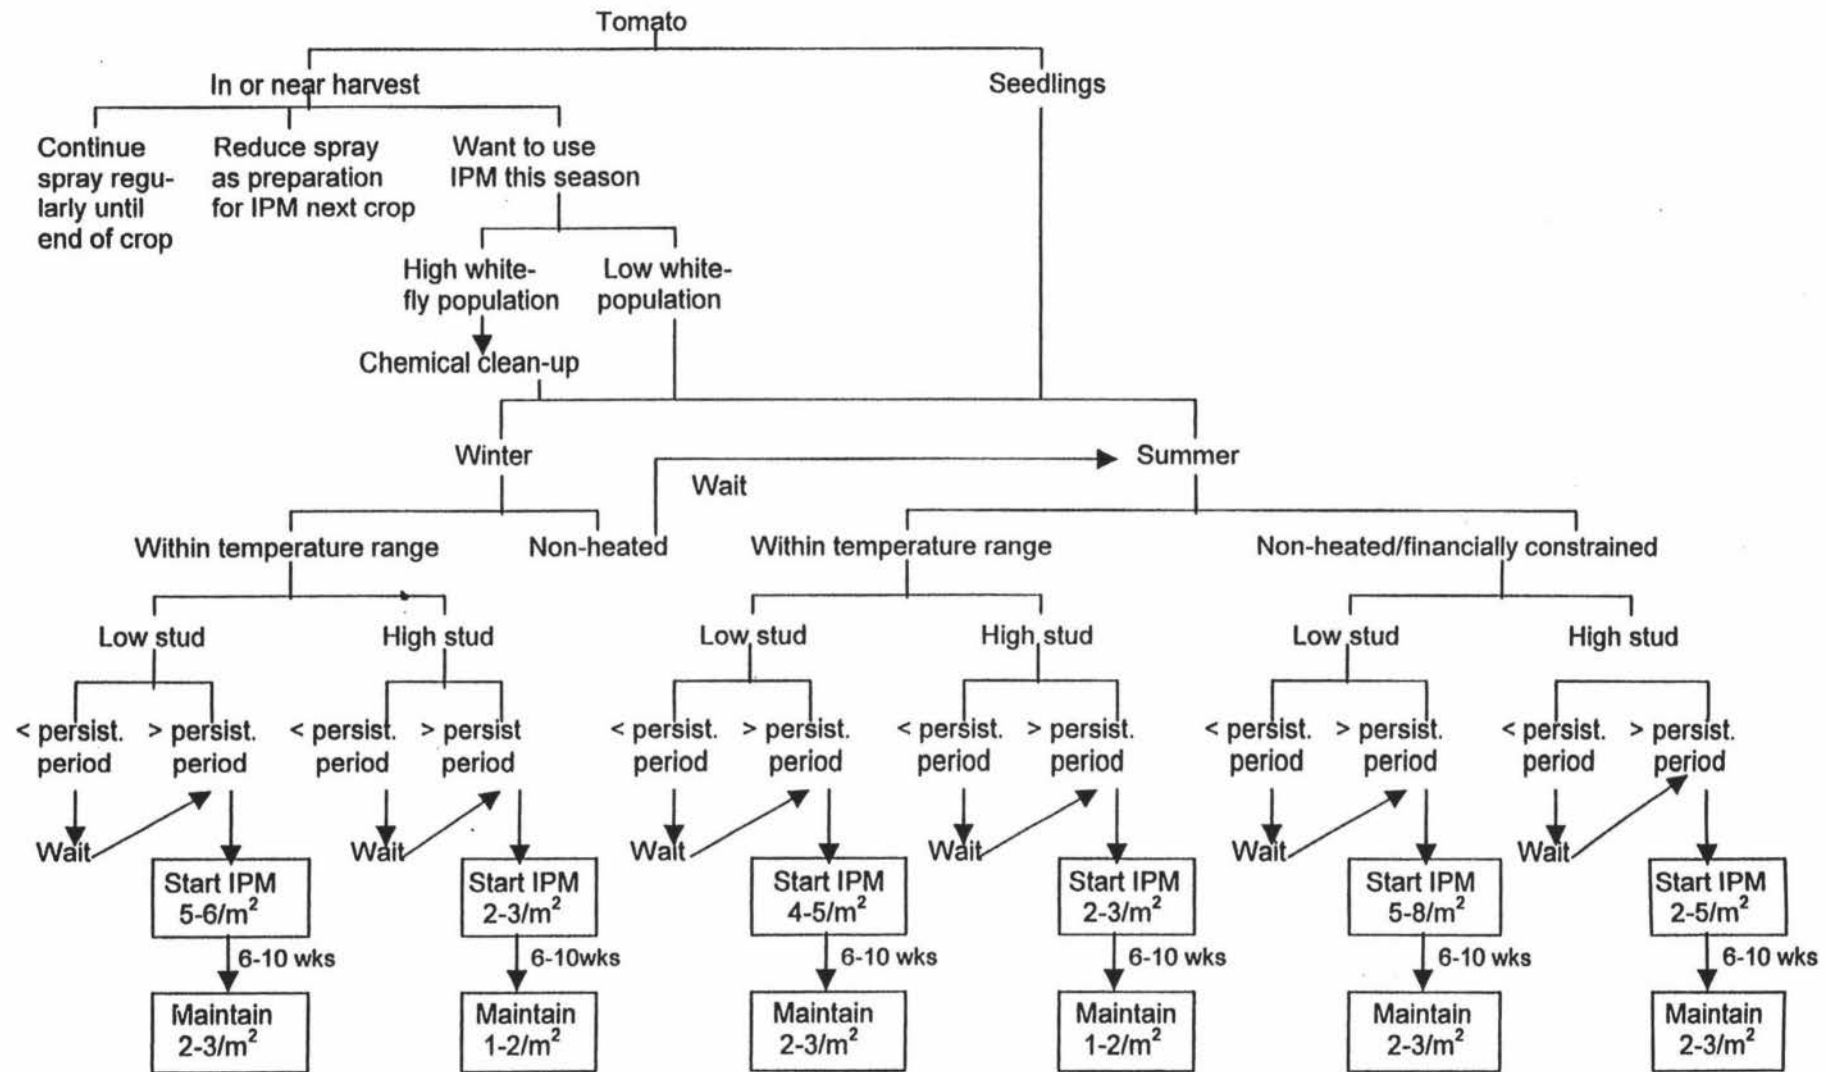 Tomato
In or near harvest
Seedlings
Continue
spray regu-
larly until
end of crop
Reduce spray
as preparation
for IPM next crop
Want to use
IPM this season
High white-
fly population
Low white-
population
Chemical clean-up
Winter
Summer
Wait
Within temperature range
Non-heated
Within temperature range
Non-heated/financially constrained
Low stud
High stud
Low stud
High stud
Low stud
High stud
< persist.
period
> persist.
period
< persist.
period
> persist
period
< persist.
period
> persist.
period
< persist.
period
> persist.
period
< persist.
period
> persist.
period
< persist.
period
> persist.
period
Wait
Wait
Wait
Wait
Wait
Wait
Start IPM
5-6/m²
Start IPM
2-3/m²
Start IPM
4-5/m²
Start IPM
2-3/m²
Start IPM
5-8/m²
Start IPM
2-5/m²
6-10 wks
6-10wks
6-10 wks
6-10 wks
6-10 wks
6-10 wks
Maintain
2-3/m²
Maintain
1-2/m²
Maintain
2-3/m²
Maintain
1-2/m²
Maintain
2-3/m²
Maintain
2-3/m²